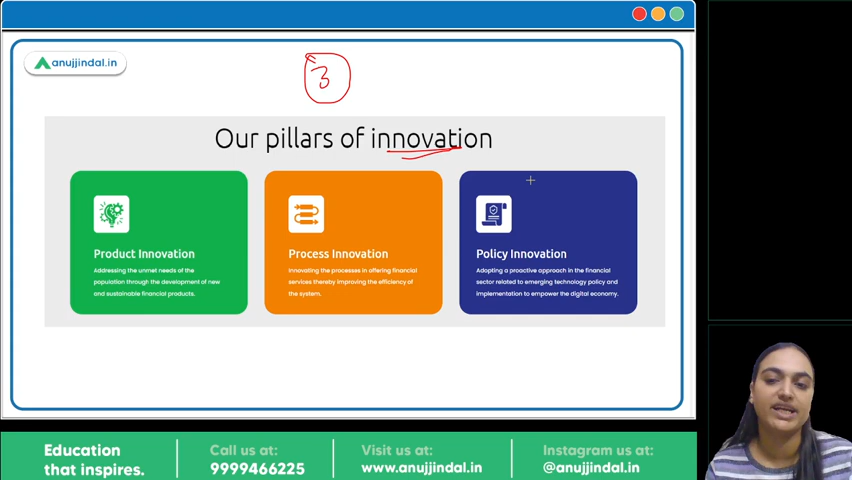 anujjindal.in
3
Our pillars of innovation
Product Innovation
Addressing the unmet needs of the
population through the development of new
and sustainable financial products.
Process Innovation
Innovating the processes in offering financial
services thereby improving the efficiency of
the system.
Policy Innovation
Adopting a proactive approach in the financial
sector related to emerging technology policy and
implementation to empower the digital economy.
Education
that inspires.
Call us at:
9999466225
Visit us at:
www.anujjindal.in
Instagram us at:
@anujjindal.in